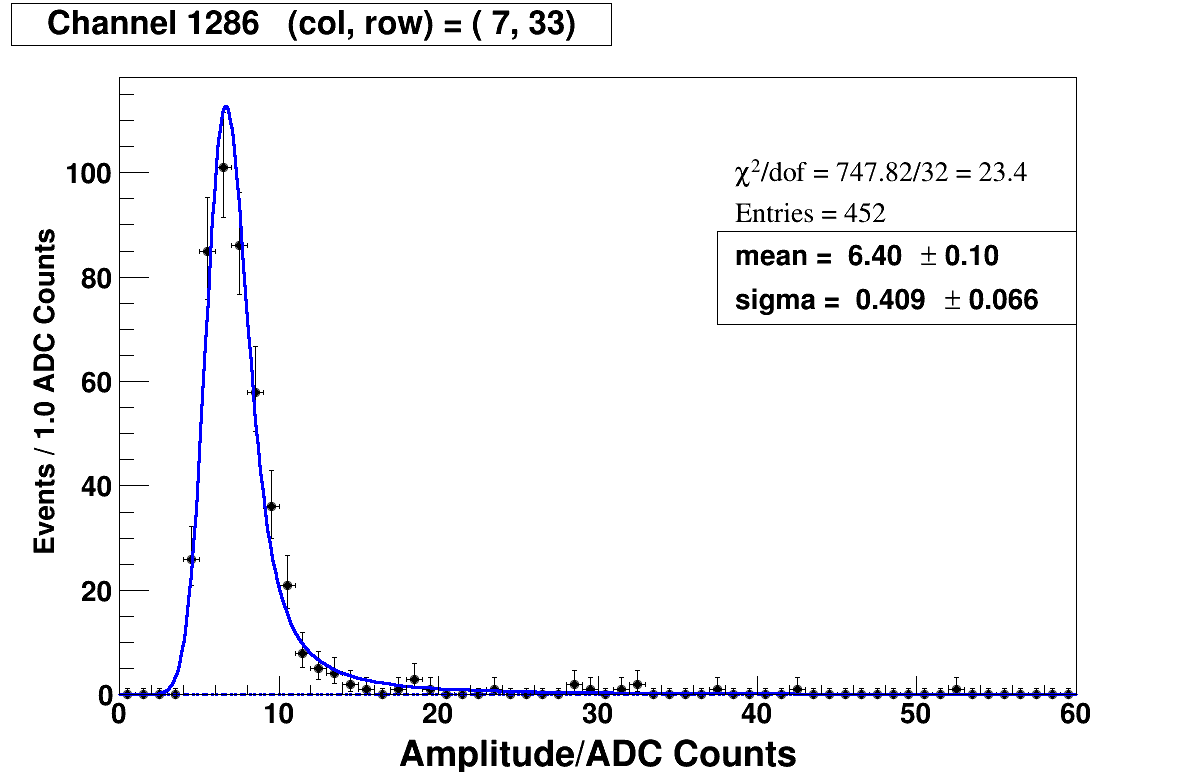 Channel 1286 (col, row) = ( 7, 33)
χ²/dof = 747.82/32 = 23.4
Entries = 452
mean = 6.40 ± 0.10
sigma = 0.409 ± 0.066
Events / 1.0 ADC Counts
100
80
60
40
20
0
0 10 20 30 40 50 60
Amplitude/ADC Counts